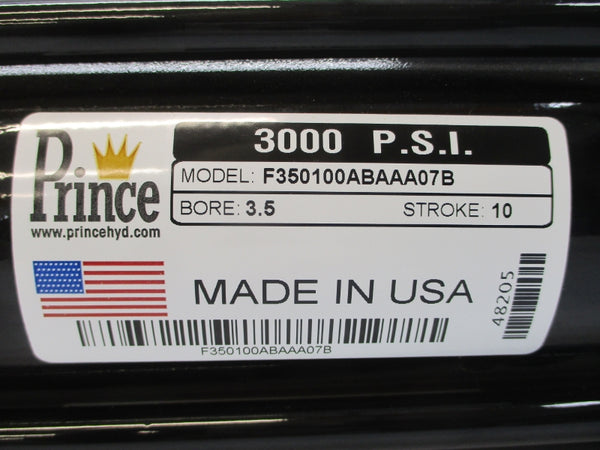 Prince
www.princehyd.com
3000 P.S.I.
MODEL: F350100ABAAA07B
BORE: 3.5 STROKE: 10
MADE IN USA
48205
F350100ABAAA07B